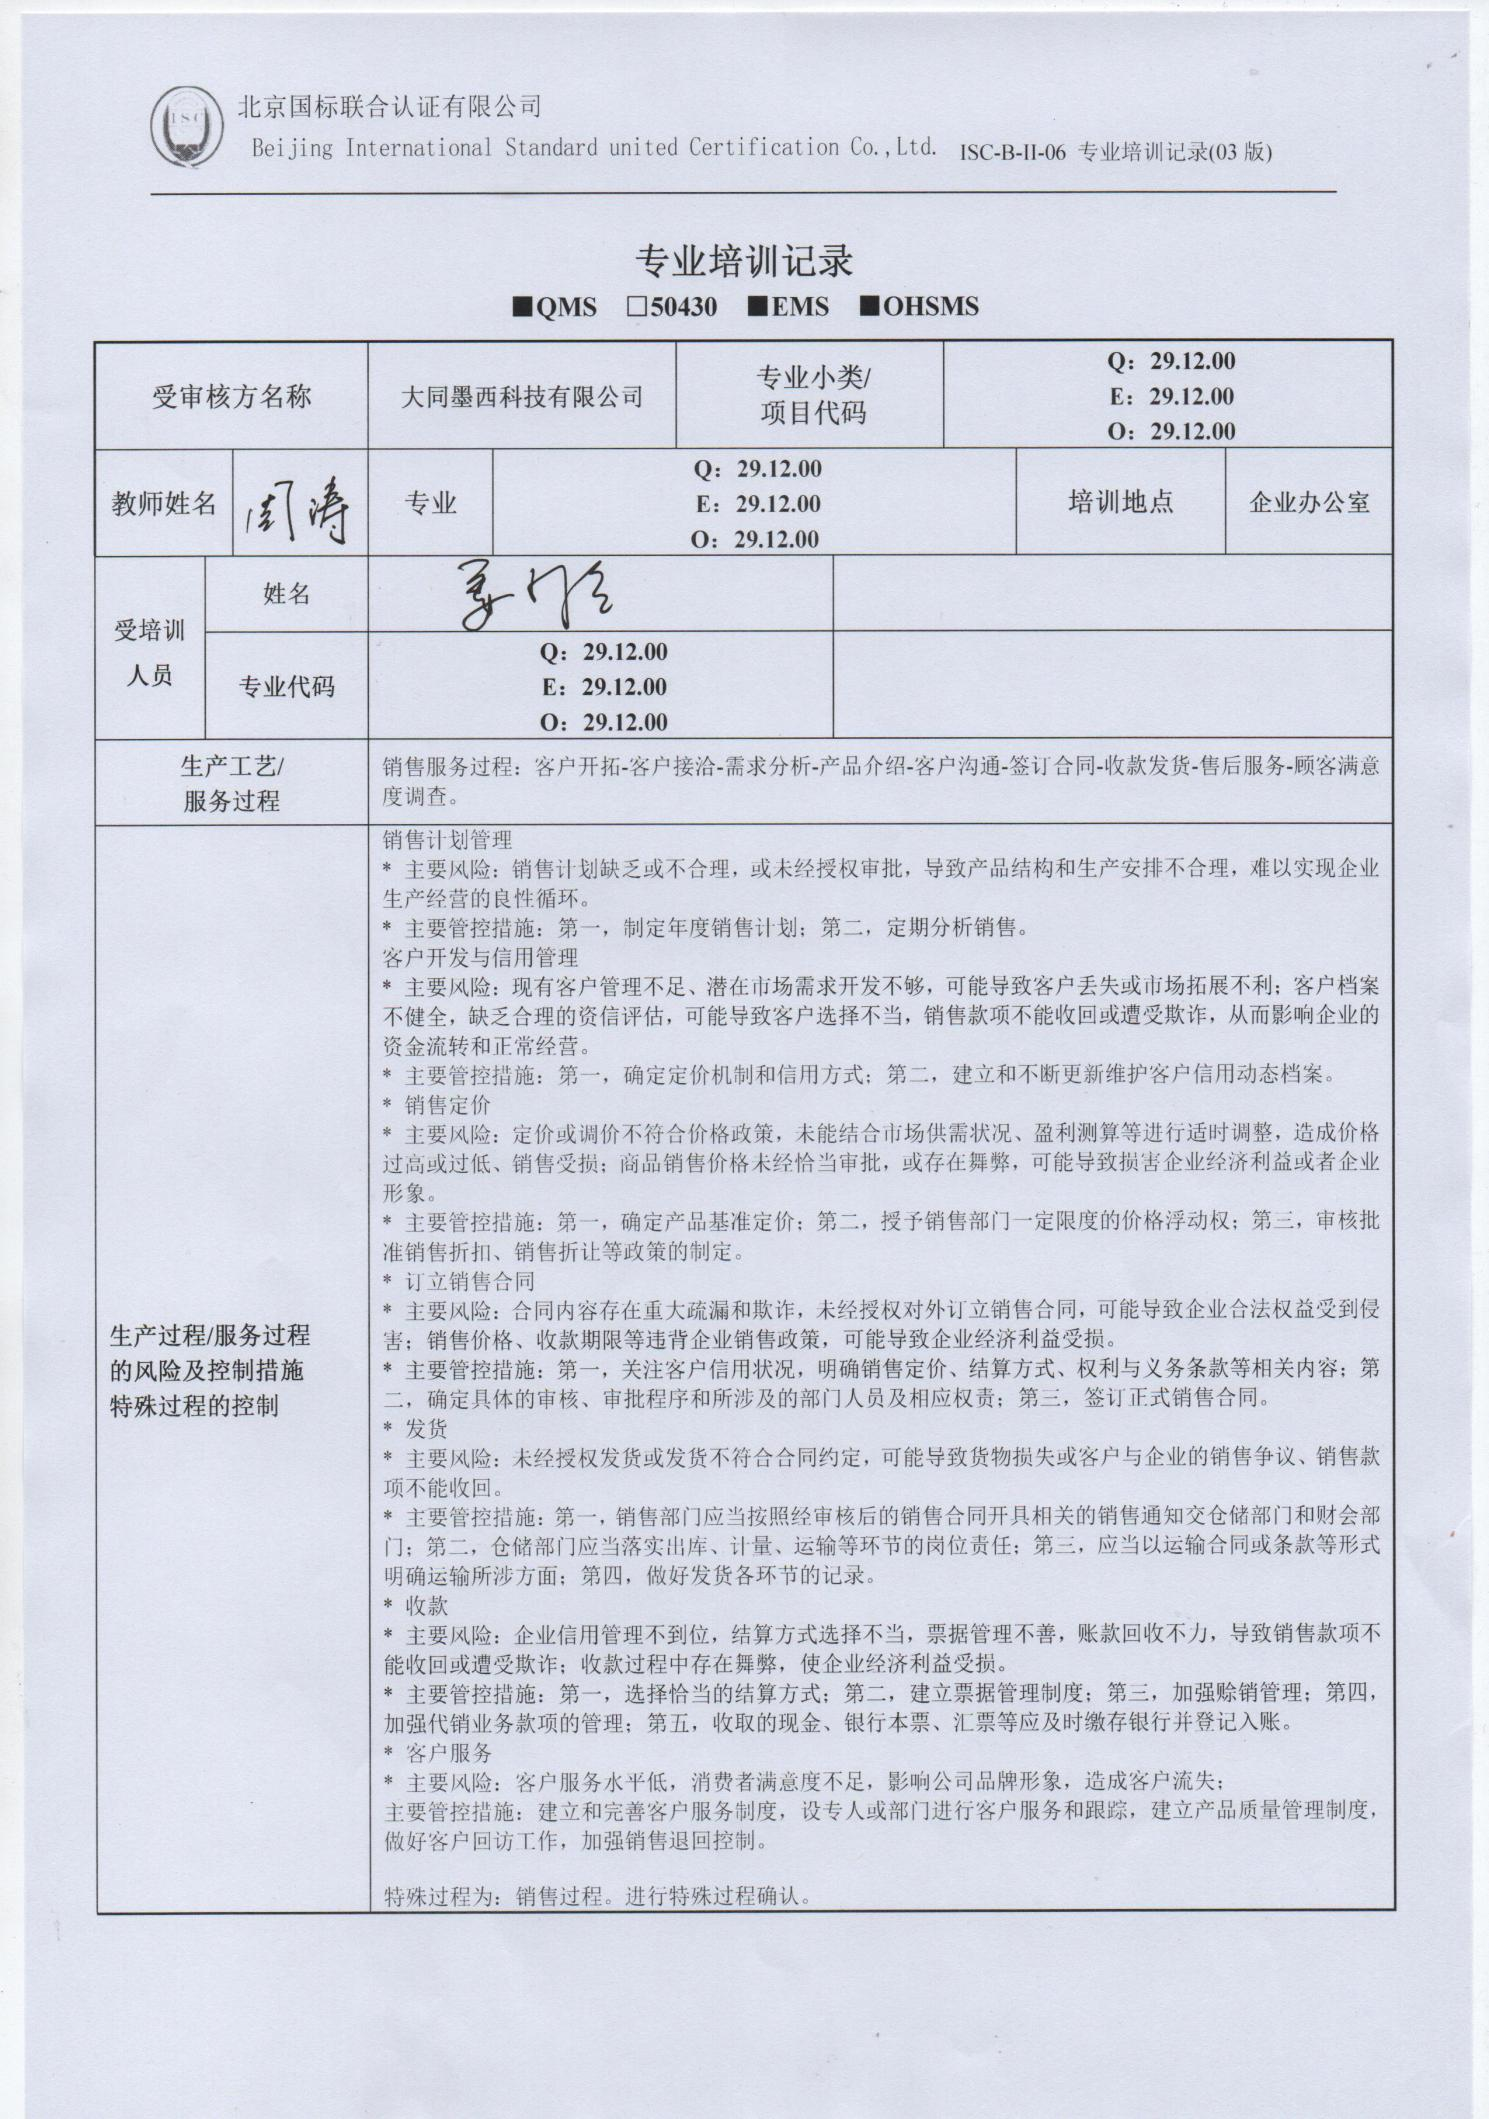 ISC
北京国标联合认证有限公司
Beijing International Standard united Certification Co.,Ltd. ISC-B-II-06 专业培训记录(03 版)
专业培训记录
■QMS □50430 ■EMS ■OHSMS
受审核方名称
大同墨西科技有限公司
专业小类/
项目代码
Q：29.12.00
E：29.12.00
O：29.12.00
教师姓名
周涛
专业
Q：29.12.00
E：29.12.00
O：29.12.00
培训地点
企业办公室
受培训
人员
姓名
专业代码
Q：29.12.00
E：29.12.00
O：29.12.00
生产工艺/
服务过程
销售服务过程：客户开拓-客户接洽-需求分析-产品介绍-客户沟通-签订合同-收款发货-售后服务-顾客满意
度调查。
生产过程/服务过程
的风险及控制措施
特殊过程的控制
销售计划管理
* 主要风险：销售计划缺乏或不合理，或未经授权审批，导致产品结构和生产安排不合理，难以实现企业
生产经营的良性循环。
* 主要管控措施：第一，制定年度销售计划；第二，定期分析销售。
客户开发与信用管理
* 主要风险：现有客户管理不足、潜在市场需求开发不够，可能导致客户丢失或市场拓展不利；客户档案
不健全，缺乏合理的资信评估，可能导致客户选择不当，销售款项不能收回或遭受欺诈，从而影响企业的
资金流转和正常经营。
* 主要管控措施：第一，确定定价机制和信用方式；第二，建立和不断更新维护客户信用动态档案。
* 销售定价
* 主要风险：定价或调价不符合价格政策，未能结合市场供需状况、盈利测算等进行适时调整，造成价格
过高或过低、销售受损；商品销售价格未经恰当审批，或存在舞弊，可能导致损害企业经济利益或者企业
形象。
* 主要管控措施：第一，确定产品基准定价；第二，授予销售部门一定限度的价格浮动权；第三，审核批
准销售折扣、销售折让等政策的制定。
* 订立销售合同
* 主要风险：合同内容存在重大疏漏和欺诈，未经授权对外订立销售合同，可能导致企业合法权益受到侵
害；销售价格、收款期限等违背企业销售政策，可能导致企业经济利益受损。
* 主要管控措施：第一，关注客户信用状况，明确销售定价、结算方式、权利与义务条款等相关内容；第
二，确定具体的审核、审批程序和所涉及的部门人员及相应权责；第三，签订正式销售合同。
* 发货
* 主要风险：未经授权发货或发货不符合合同约定，可能导致货物损失或客户与企业的销售争议、销售款
项不能收回。
* 主要管控措施：第一，销售部门应当按照经审核后的销售合同开具相关的销售通知交仓储部门和财会部
门；第二，仓储部门应当落实出库、计量、运输等环节的岗位责任；第三，应当以运输合同或条款等形式
明确运输所涉方面；第四，做好发货各环节的记录。
* 收款
* 主要风险：企业信用管理不到位，结算方式选择不当，票据管理不善，账款回收不力，导致销售款项不
能收回或遭受欺诈；收款过程中存在舞弊，使企业经济利益受损。
* 主要管控措施：第一，选择恰当的结算方式；第二，建立票据管理制度；第三，加强赊销管理；第四，
加强代销业务款项的管理；第五，收取的现金、银行本票、汇票等应及时缴存银行并登记入账。
* 客户服务
* 主要风险：客户服务水平低，消费者满意度不足，影响公司品牌形象，造成客户流失；
主要管控措施：建立和完善客户服务制度，设专人或部门进行客户服务和跟踪，建立产品质量管理制度，
做好客户回访工作，加强销售退回控制。
特殊过程为：销售过程。进行特殊过程确认。